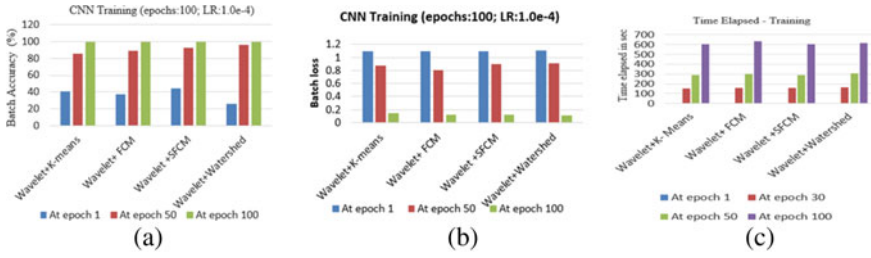 CNN Training (epochs:100; LR:1.0e-4)
Batch Accuracy (%)
120
100
80
60
40
20
0
Wavelet+K-means
Wavelet+ FCM
Wavelet +SFCM
Wavelet+Watershed
At epoch 1 At epoch 50 At epoch 100
(a)
CNN Training (epochs:100; LR:1.0e-4)
Batch loss
1.2
1
0.8
0.6
0.4
0.2
0
Wavelet+K-means
Wavelet+ FCM
Wavelet +SFCM
Wavelet+Watershed
At epoch 1 At epoch 50 At epoch 100
(b)
Time Elapsed - Training
Time elapsed in sec
700
600
500
400
300
200
100
0
Wavelet+K- Means
Wavelet+ FCM
Wavelet +SFCM
Wavelet+Watershed
At epoch 1 At epoch 30
At epoch 50 At epoch 100
(c)